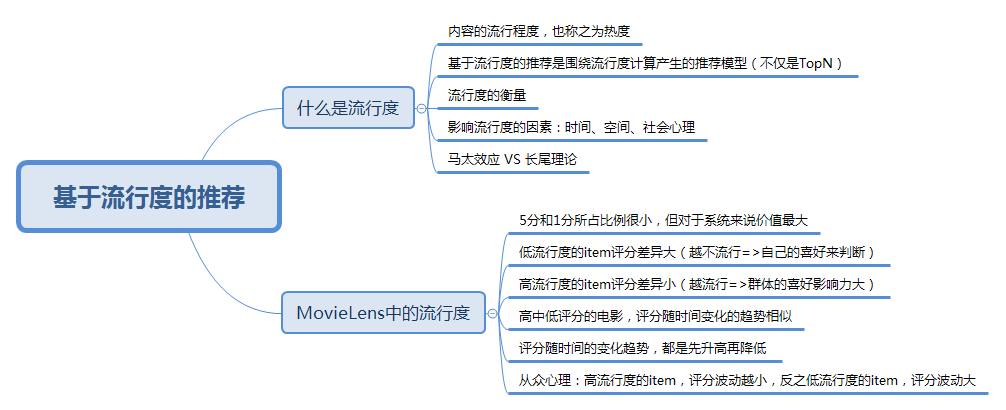 基于流行度的推荐
什么是流行度
内容的流行程度，也称之为热度
基于流行度的推荐是围绕流行度计算产生的推荐模型（不仅是TopN）
流行度的衡量
影响流行度的因素：时间、空间、社会心理
马太效应 VS 长尾理论
MovieLens中的流行度
5分和1分所占比例很小，但对于系统来说价值最大
低流行度的item评分差异大（越不流行=>自己的喜好来判断）
高流行度的item评分差异小（越流行=>群体的喜好影响力大）
高中低评分的电影，评分随时间变化的趋势相似
评分随时间的变化趋势，都是先升高再降低
从众心理：高流行度的item，评分波动越小，反之低流行度的item，评分波动大